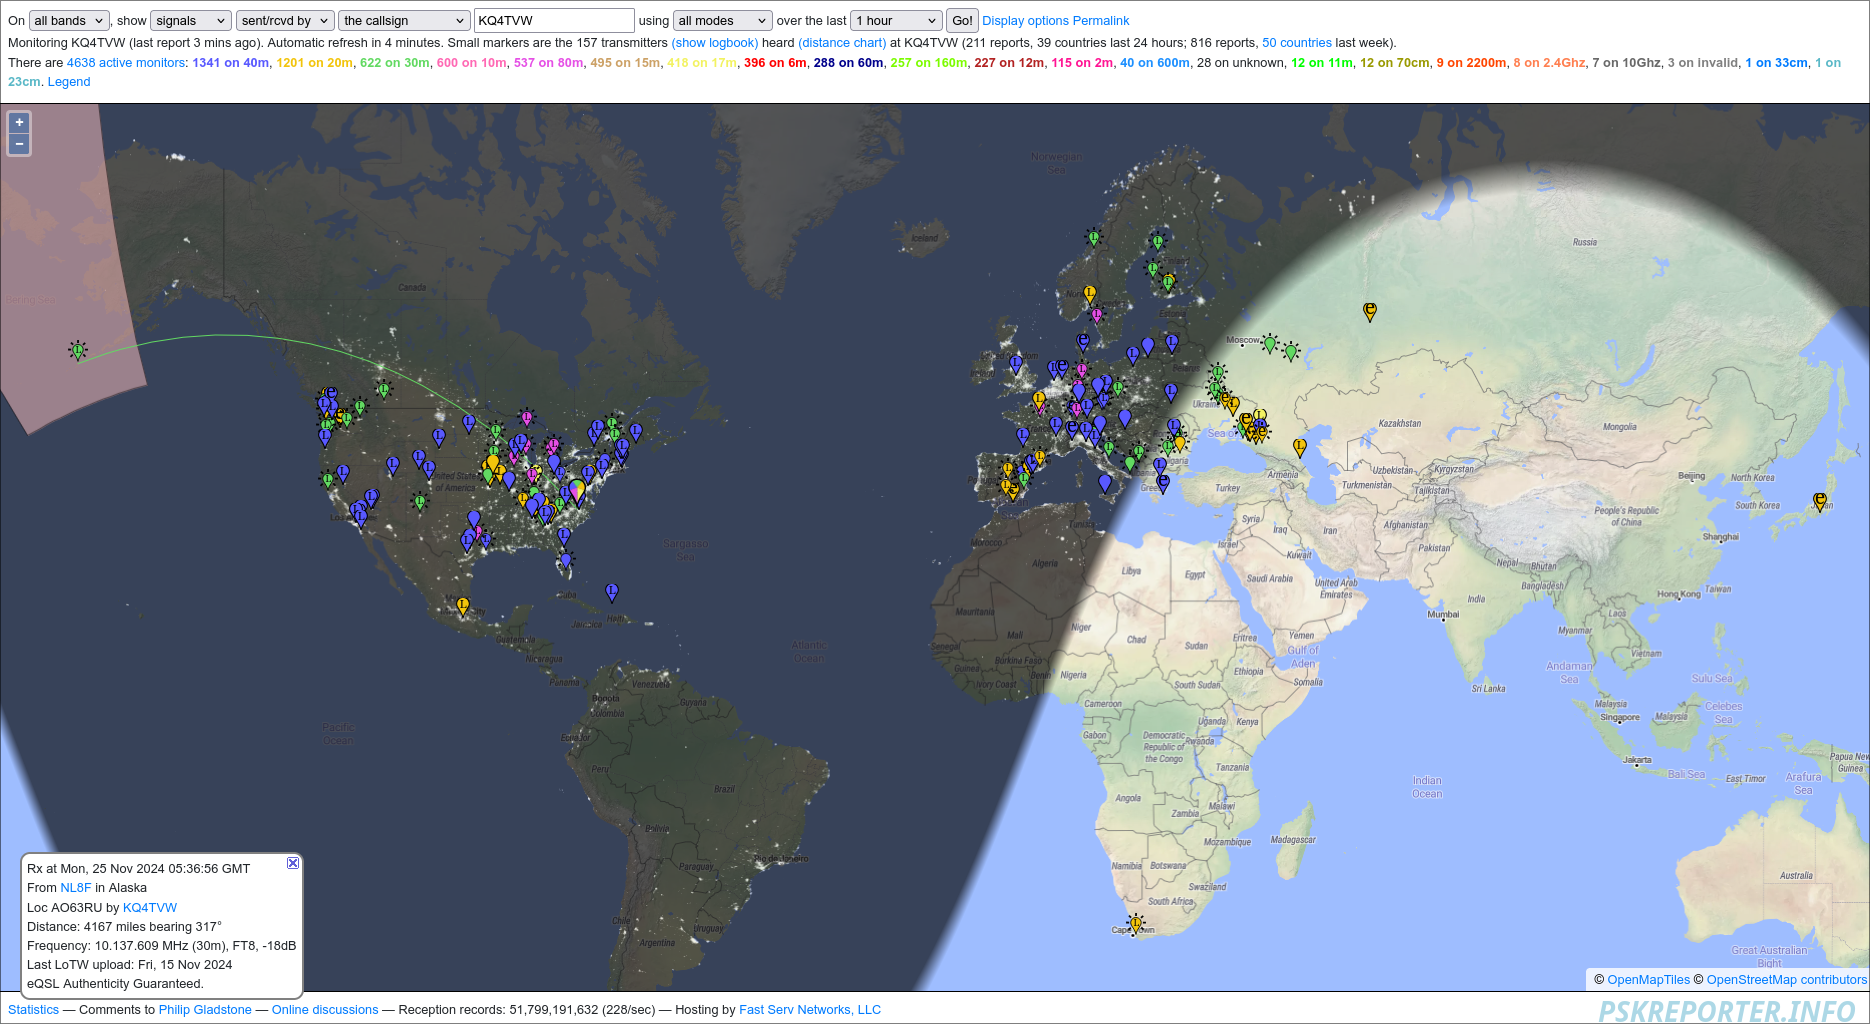 On all bands , show signals sent/rcvd by the callsign KQ4TVW using all modes over the last 1 hour Go! Display options Permalink
Monitoring KQ4TVW (last report 3 mins ago). Automatic refresh in 4 minutes. Small markers are the 157 transmitters (show logbook) heard (distance chart) at KQ4TVW (211 reports, 39 countries last 24 hours; 816 reports, 50 countries last week).
There are 4638 active monitors: 1341 on 40m, 1201 on 20m, 622 on 30m, 600 on 10m, 537 on 80m, 495 on 15m, 418 on 17m, 396 on 6m, 288 on 60m, 257 on 160m, 227 on 12m, 115 on 2m, 40 on 600m, 28 on unknown, 12 on 11m, 12 on 70cm, 9 on 2200m, 8 on 2.4Ghz, 7 on 10Ghz, 3 on invalid, 1 on 33cm, 1 on
23cm. Legend
+
−
Norwegian
Sea
Iceland
Russia
Canada
Bering Sea
Estonia
Moscow
Belarus
Ukraine
Kazakhstan
Mongolia
France
United States
of America
Uzbekistan
Kyrgyzstan
Armenia
Turkmenistan
Tajikistan
Turkey
Beijing
North Korea
South Korea
People's Republic
of China
Shanghai
Tunisia
Syria
Iraq
Iran
Afghanistan
Israel
Kuwait
Pakistan
Sargasso
Sea
Morocco
Algeria
Libya
Egypt
Saudi Arabia
United Arab
Emirates
Nepal
Bhutan
Bangladesh
Taiwan
Hong Kong
India
Mumbai
Laos
Myanmar
Vietnam
Cuba
Haiti
Jamaica
Guatemala
Nicaragua
Panama
Mauritania
Mali
Niger
Chad
Sudan
Eritrea
Yemen
Gulf of
Aden
Senegal
Guinea
Burkina Faso
Benin
Ivory Coast
Nigeria
South Sudan
Ethiopia
Somalia
Sri Lanka
Andaman
Sea
Sulu Sea
Celebes
Sea
Atlantic
Ocean
Pacific
Ocean
Venezuela
Bogota
Colombia
Guyana
Ecuador
Peru
Brazil
Bolivia
Paraguay
Rio de Janeiro
Chile
Uruguay
Argentina
Cameroon
Gabon
Democratic
Republic of
the Congo
Uganda
Kenya
Tanzania
Angola
Zambia
Malawi
Mozambique
Madagascar
Namibia
Botswana
Swaziland
South Africa
Cape Town
Indian
Ocean
Malaysia
Singapore
Malaysia
Jakarta
Bali Sea
East Timor
Arafura
Sea
Papua New
Guinea
Australia
Great Australian
Bight
Rx at Mon, 25 Nov 2024 05:36:56 GMT
From NL8F in Alaska
Loc AO63RU by KQ4TVW
Distance: 4167 miles bearing 317°
Frequency: 10.137.609 MHz (30m), FT8, -18dB
Last LoTW upload: Fri, 15 Nov 2024
eQSL Authenticity Guaranteed.
© OpenMapTiles © OpenStreetMap contributors
Statistics — Comments to Philip Gladstone — Online discussions — Reception records: 51,799,191,632 (228/sec) — Hosting by Fast Serv Networks, LLC
PSKREPORTER.INFO